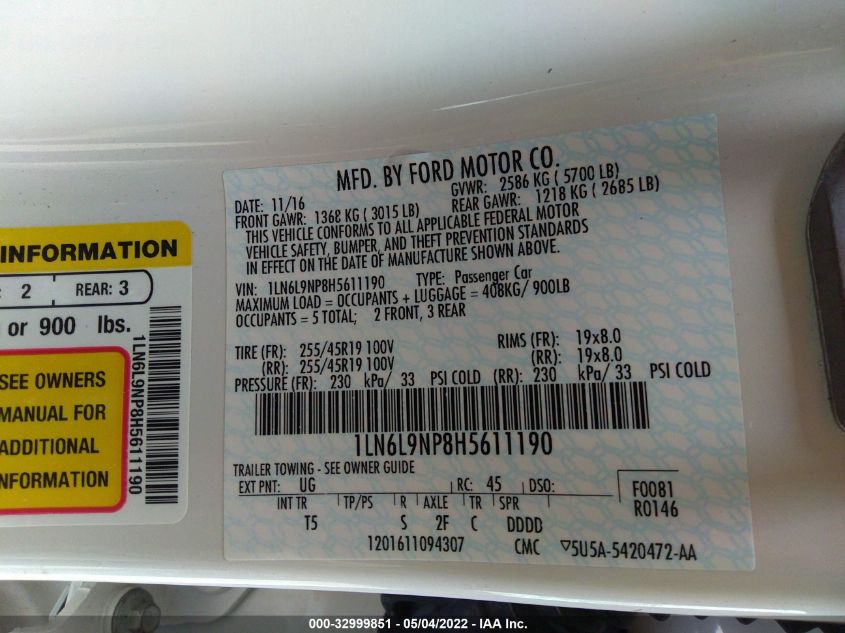 INFORMATION
: 2 REAR: 3
or 900 lbs.
SEE OWNERS
MANUAL FOR
ADDITIONAL
INFORMATION
1LN6L9NP8H5611190
MFD. BY FORD MOTOR CO.
DATE: 11/16 GVWR: 2586 KG ( 5700 LB)
FRONT GAWR: 1368 KG ( 3015 LB) REAR GAWR: 1218 KG ( 2685 LB)
THIS VEHICLE CONFORMS TO ALL APPLICABLE FEDERAL MOTOR
VEHICLE SAFETY, BUMPER, AND THEFT PREVENTION STANDARDS
IN EFFECT ON THE DATE OF MANUFACTURE SHOWN ABOVE.
VIN: 1LN6L9NP8H5611190 TYPE: Passenger Car
MAXIMUM LOAD = OCCUPANTS + LUGGAGE = 408KG/ 900LB
OCCUPANTS = 5 TOTAL; 2 FRONT, 3 REAR
TIRE (FR): 255/45R19 100V RIMS (FR): 19x8.0
(RR): 255/45R19 100V (RR): 19x8.0
PRESSURE (FR): 230 kPa/ 33 PSI COLD (RR): 230 kPa/ 33 PSI COLD
1LN6L9NP8H5611190
TRAILER TOWING - SEE OWNER GUIDE
EXT PNT: UG RC: 45 DSO: F0081
INT TR TP/PS R AXLE TR SPR R0146
T5 S 2F C DDDD
1201611094307 CMC ▽5U5A-5420472-AA
000-32999851 - 05/04/2022 - IAA Inc.